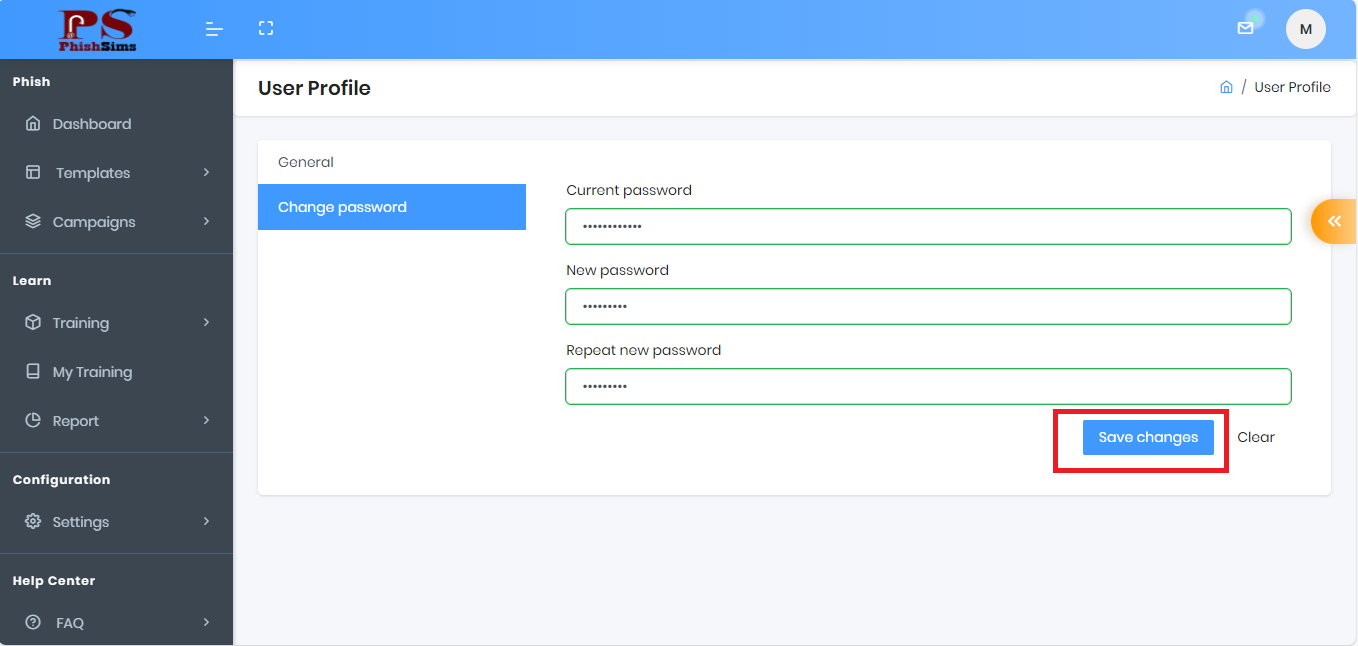 PS
PhishSims
M
Phish
Dashboard
Templates
Campaigns
Learn
Training
My Training
Report
Configuration
Settings
Help Center
FAQ
User Profile
/ User Profile
General
Change password
Current password
••••••••••••
New password
•••••••••
Repeat new password
•••••••••
Save changes
Clear